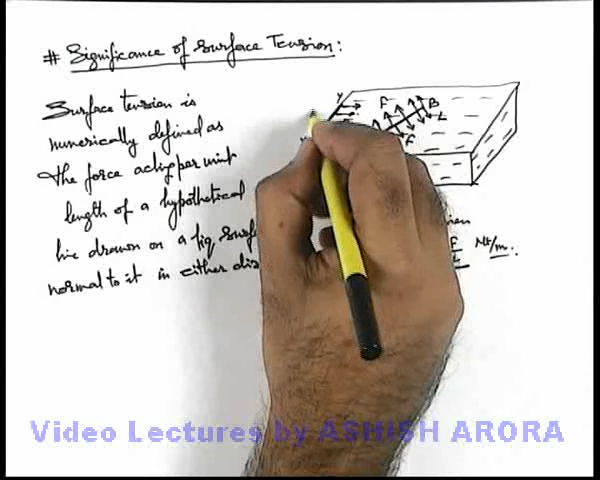 # Significance of Surface Tension:
Surface tension is
numerically defined as
the force acting per unit
length of a hypothetical
line drawn on a liq. surf
normal to it in either dir
Y
F
B
L
F
F
Nt/m.
Video Lectures by ASHISH ARORA